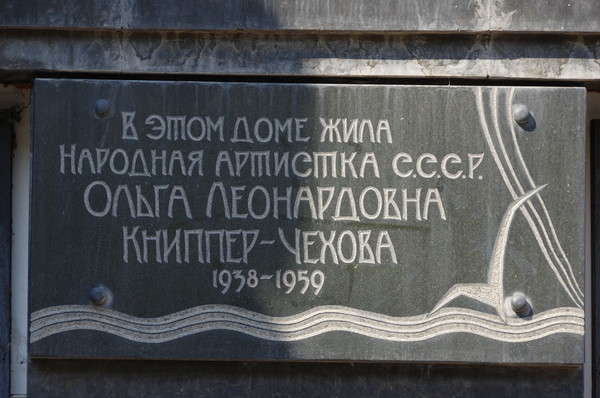 В ЭТОМ ДОМЕ ЖИЛА
НАРОДНАЯ АРТИСТКА С.С.С.Р.
ОЛЬГА ЛЕОНАРДОВНА
КНИППЕР-ЧЕХОВА
1938-1959